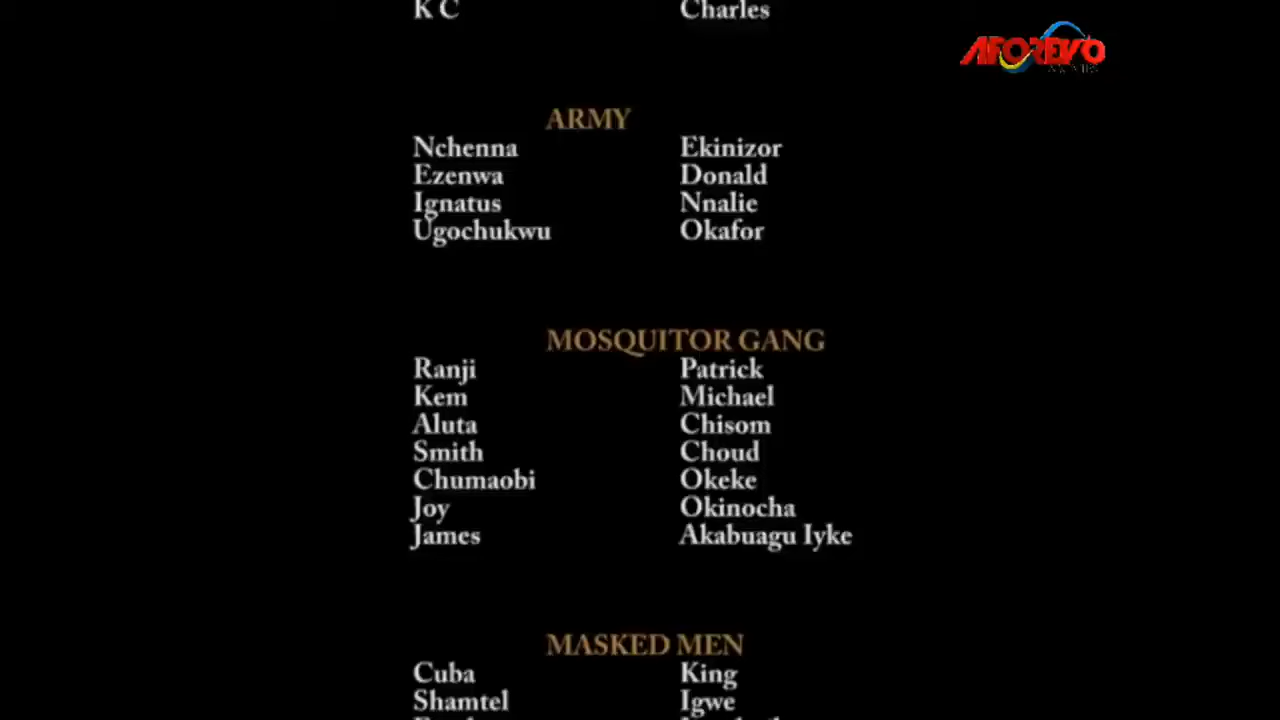 K C Charles
AFOREVO
ARMY
Nchenna Ekinizor
Ezenwa Donald
Ignatus Nnalie
Ugochukwu Okafor
MOSQUITOR GANG
Ranji Patrick
Kem Michael
Aluta Chisom
Smith Choud
Chumaobi Okeke
Joy Okinocha
James Akabuagu Iyke
MASKED MEN
Cuba King
Shamtel Igwe